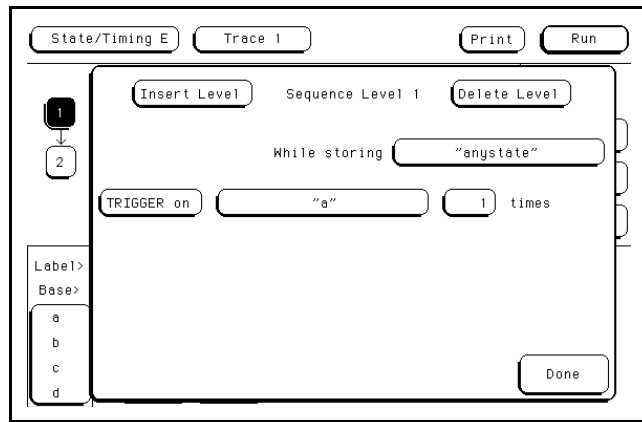 State/Timing E Trace 1 Print Run
Insert Level Sequence Level 1 Delete Level
1
2
While storing "anystate"
TRIGGER on "a" 1 times
Label>
Base>
a
b
c
d
Done